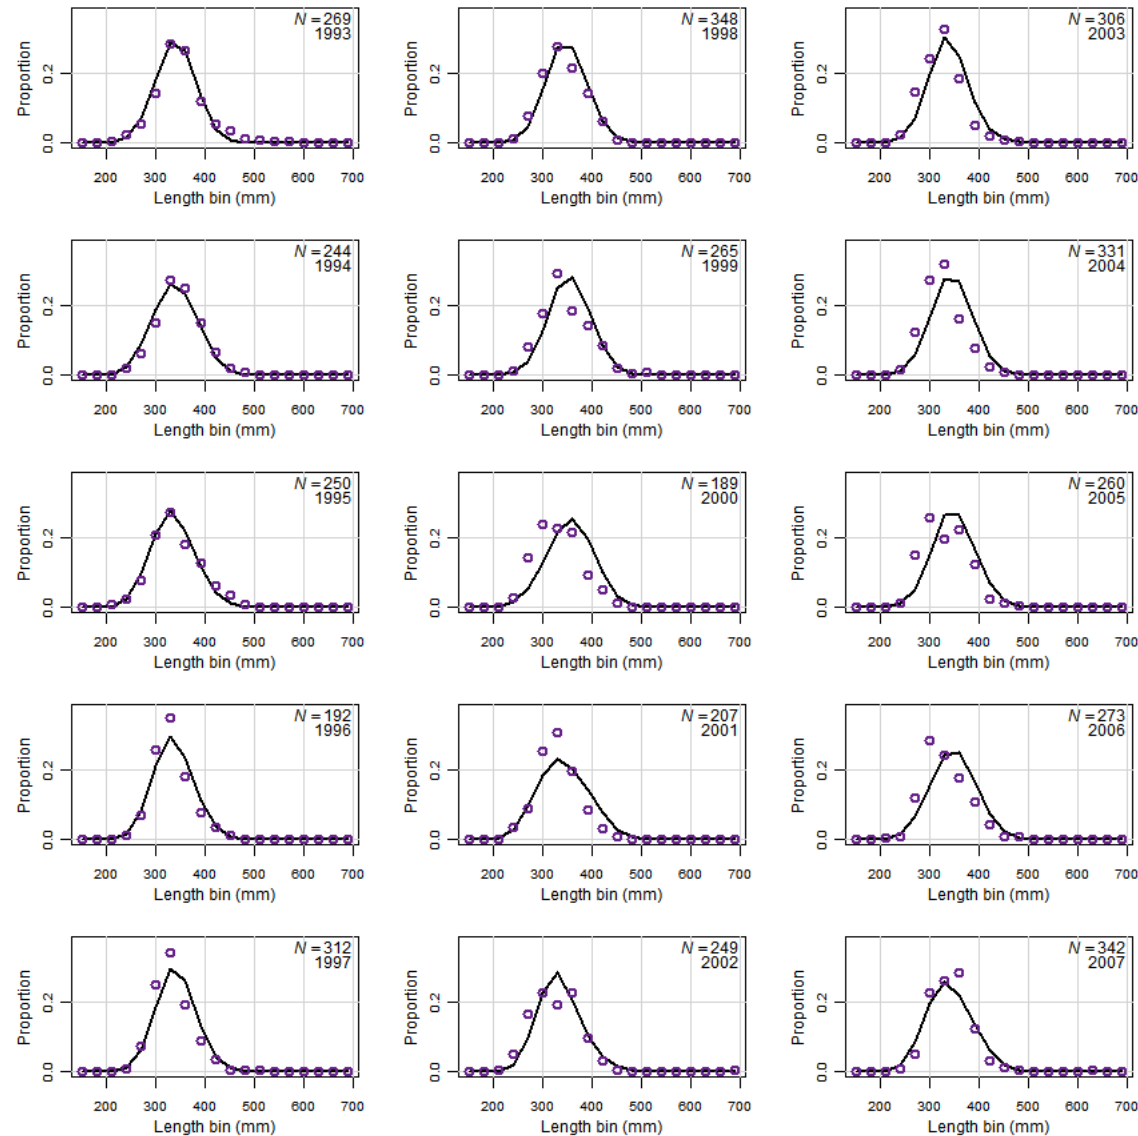 N = 269
1993
Proportion
0.2
0.0
200 300 400 500 600 700
Length bin (mm)
N = 348
1998
Proportion
0.2
0.0
200 300 400 500 600 700
Length bin (mm)
N = 306
2003
Proportion
0.2
0.0
200 300 400 500 600 700
Length bin (mm)
N = 244
1994
Proportion
0.2
0.0
200 300 400 500 600 700
Length bin (mm)
N = 265
1999
Proportion
0.2
0.0
200 300 400 500 600 700
Length bin (mm)
N = 331
2004
Proportion
0.2
0.0
200 300 400 500 600 700
Length bin (mm)
N = 250
1995
Proportion
0.2
0.0
200 300 400 500 600 700
Length bin (mm)
N = 189
2000
Proportion
0.2
0.0
200 300 400 500 600 700
Length bin (mm)
N = 260
2005
Proportion
0.2
0.0
200 300 400 500 600 700
Length bin (mm)
N = 192
1996
Proportion
0.2
0.0
200 300 400 500 600 700
Length bin (mm)
N = 207
2001
Proportion
0.2
0.0
200 300 400 500 600 700
Length bin (mm)
N = 273
2006
Proportion
0.2
0.0
200 300 400 500 600 700
Length bin (mm)
N = 312
1997
Proportion
0.2
0.0
200 300 400 500 600 700
Length bin (mm)
N = 249
2002
Proportion
0.2
0.0
200 300 400 500 600 700
Length bin (mm)
N = 342
2007
Proportion
0.2
0.0
200 300 400 500 600 700
Length bin (mm)